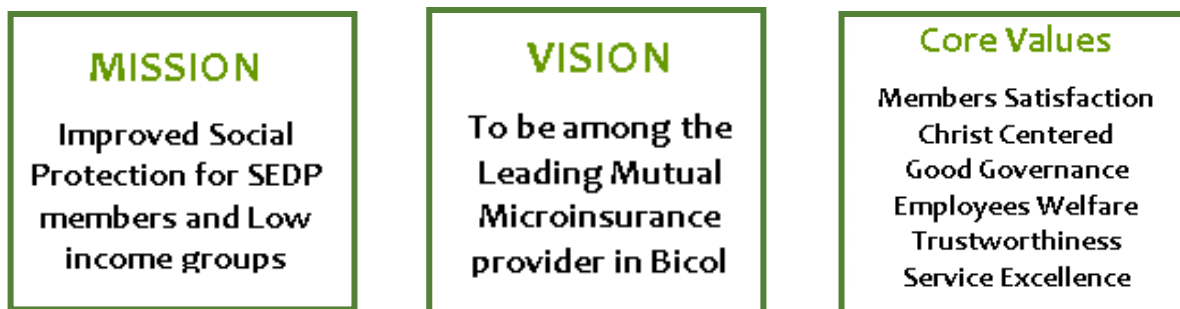 MISSION
Improved Social
Protection for SEDP
members and Low
income groups
VISION
To be among the
Leading Mutual
Microinsurance
provider in Bicol
Core Values
Members Satisfaction
Christ Centered
Good Governance
Employees Welfare
Trustworthiness
Service Excellence